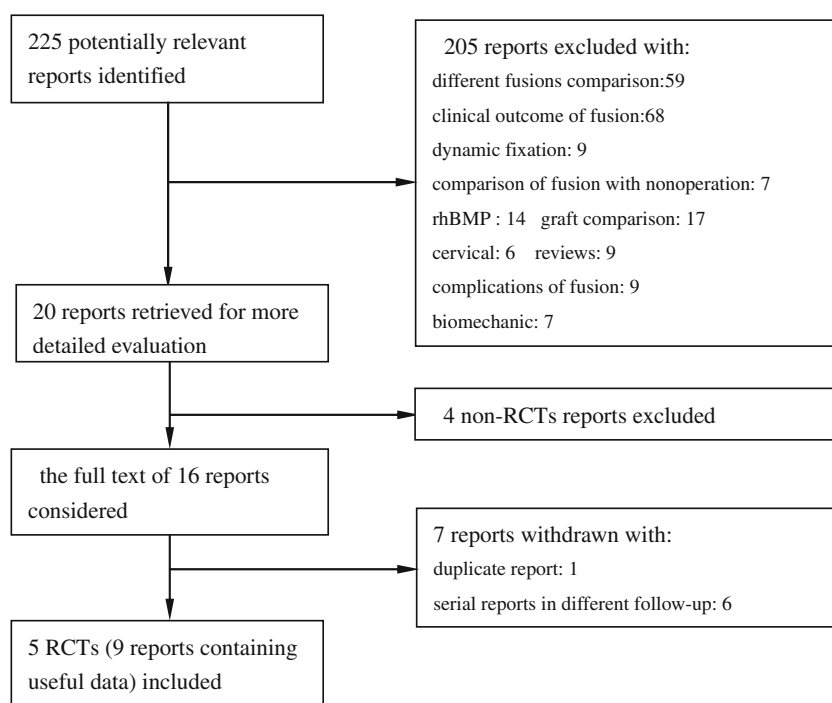 225 potentially relevant
reports identified
205 reports excluded with:
different fusions comparison:59
clinical outcome of fusion:68
dynamic fixation: 9
comparison of fusion with nonoperation: 7
rhBMP : 14 graft comparison: 17
cervical: 6 reviews: 9
complications of fusion: 9
biomechanic: 7
20 reports retrieved for more
detailed evaluation
4 non-RCTs reports excluded
the full text of 16 reports
considered
7 reports withdrawn with:
duplicate report: 1
serial reports in different follow-up: 6
5 RCTs (9 reports containing
useful data) included